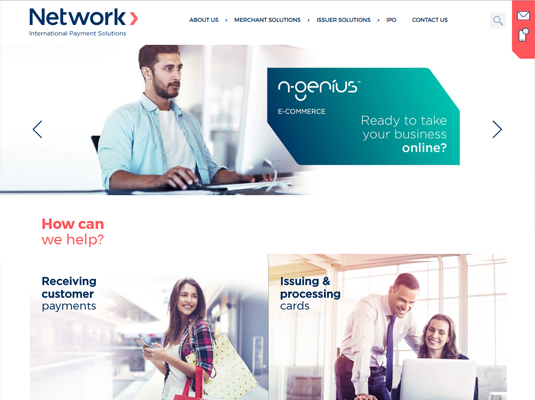 Network
International Payment Solutions
ABOUT US › MERCHANT SOLUTIONS › ISSUER SOLUTIONS › IPO CONTACT US
n-genius™
E-COMMERCE
Ready to take
your business
online?
How can
we help?
Receiving
customer
payments
Issuing &
processing
cards